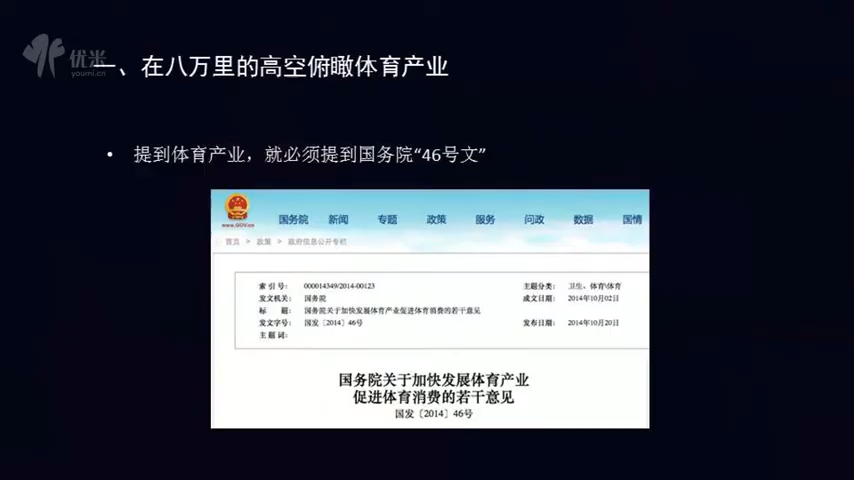 优米
youmi.cn
一、在八万里的高空俯瞰体育产业
• 提到体育产业，就必须提到国务院“46号文”
www.GOV.cn
国务院 新闻 专题 政策 服务 问政 数据 国情
首页 > 政策 > 政府信息公开专栏
索 引 号： 000014349/2014-00123 主题分类： 卫生、体育\体育
发文机关： 国务院 成文日期： 2014年10月02日
标 题： 国务院关于加快发展体育产业促进体育消费的若干意见
发文字号： 国发〔2014〕46号 发布日期： 2014年10月20日
主 题 词：
国务院关于加快发展体育产业
促进体育消费的若干意见
国发〔2014〕46号